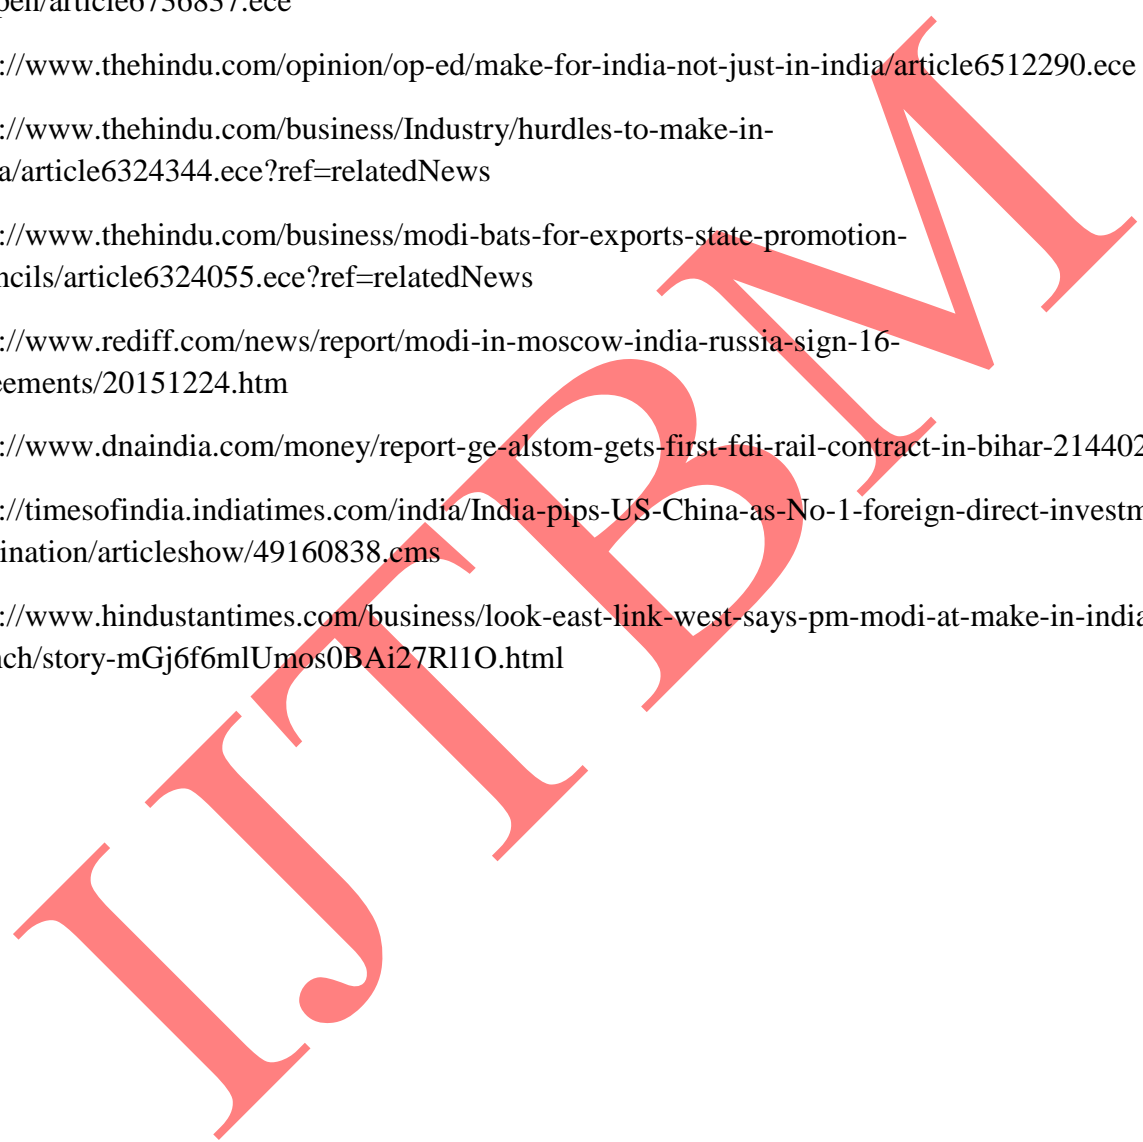 pen/article6736837.ece
://www.thehindu.com/opinion/op-ed/make-for-india-not-just-in-india/article6512290.ece
://www.thehindu.com/business/Industry/hurdles-to-make-in-
a/article6324344.ece?ref=relatedNews
://www.thehindu.com/business/modi-bats-for-exports-state-promotion-
ncils/article6324055.ece?ref=relatedNews
://www.rediff.com/news/report/modi-in-moscow-india-russia-sign-16-
eements/20151224.htm
://www.dnaindia.com/money/report-ge-alstom-gets-first-fdi-rail-contract-in-bihar-214402
://timesofindia.indiatimes.com/india/India-pips-US-China-as-No-1-foreign-direct-investm
ination/articleshow/49160838.cms
://www.hindustantimes.com/business/look-east-link-west-says-pm-modi-at-make-in-india
nch/story-mGj6f6mlUmos0BAi27Rl1O.html
IJTBM